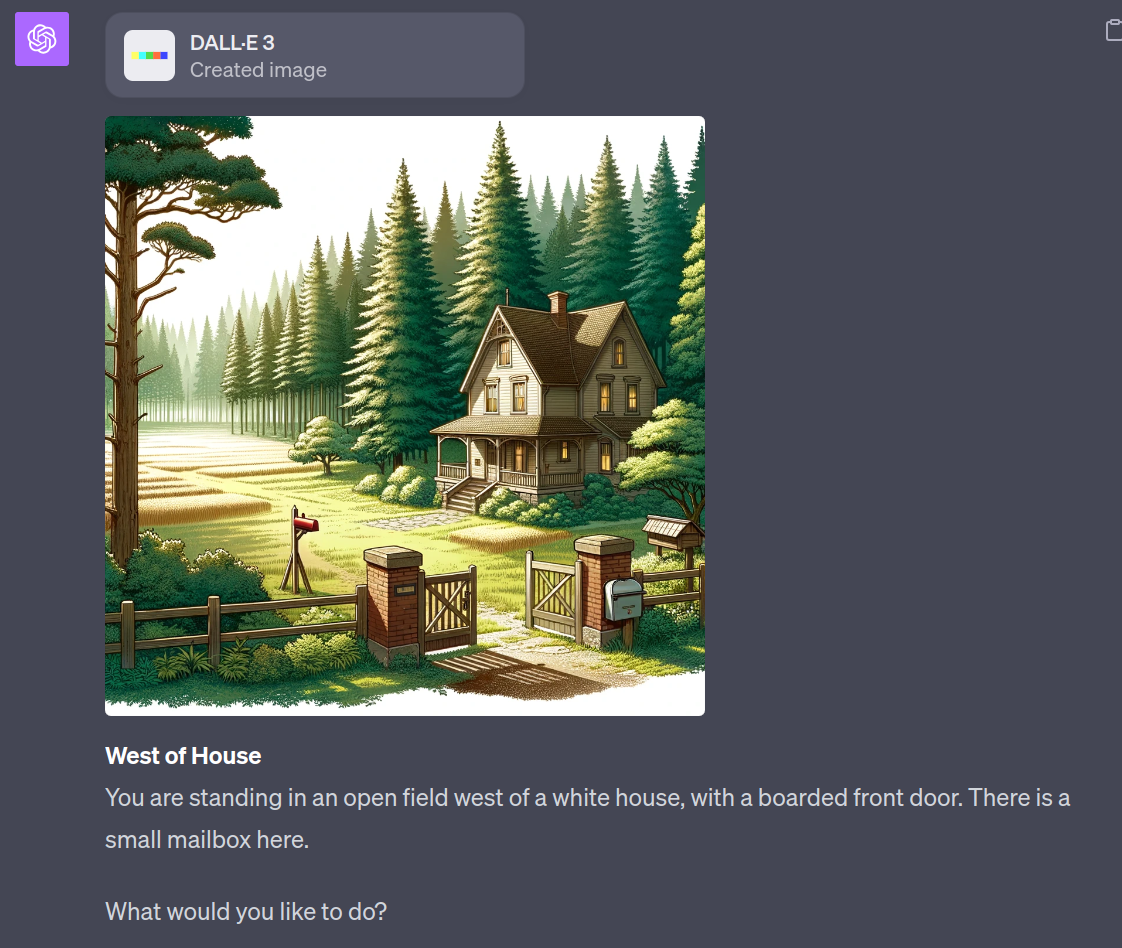 DALL·E 3
Created image
West of House
You are standing in an open field west of a white house, with a boarded front door. There is a
small mailbox here.
What would you like to do?